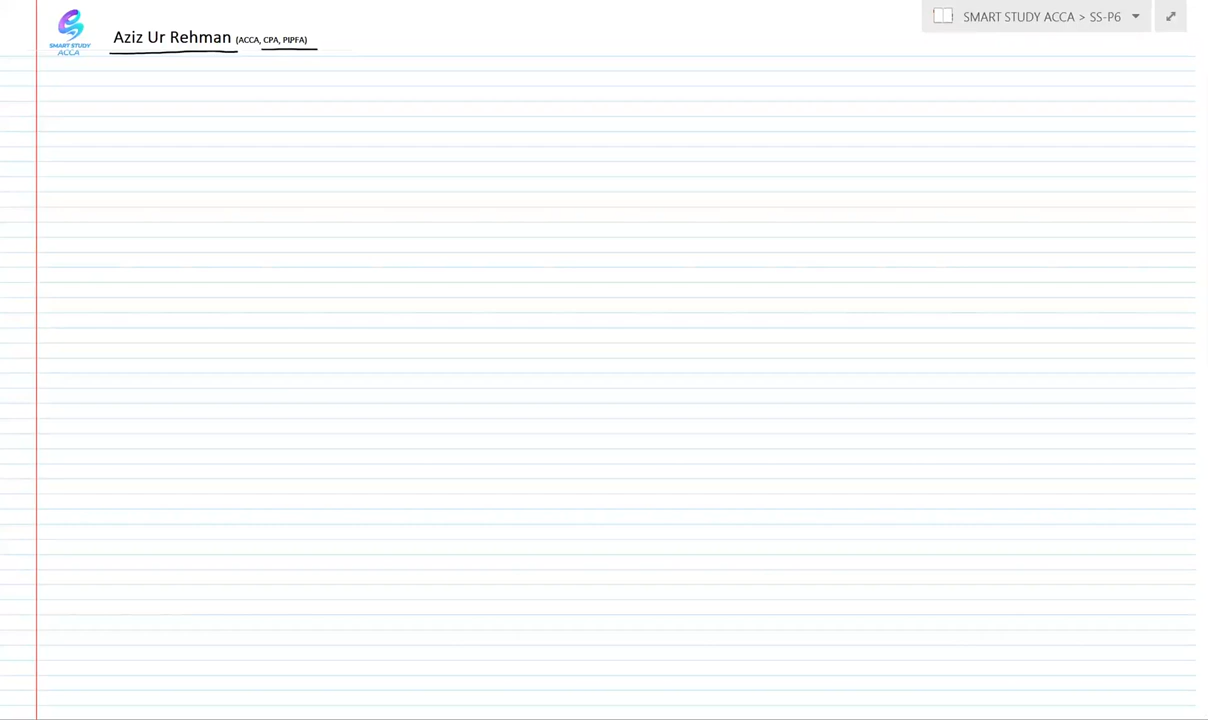 SMART STUDY ACCA > SS-P6
Aziz Ur Rehman (ACCA, CPA, PIPFA)
SMART STUDY
ACCA